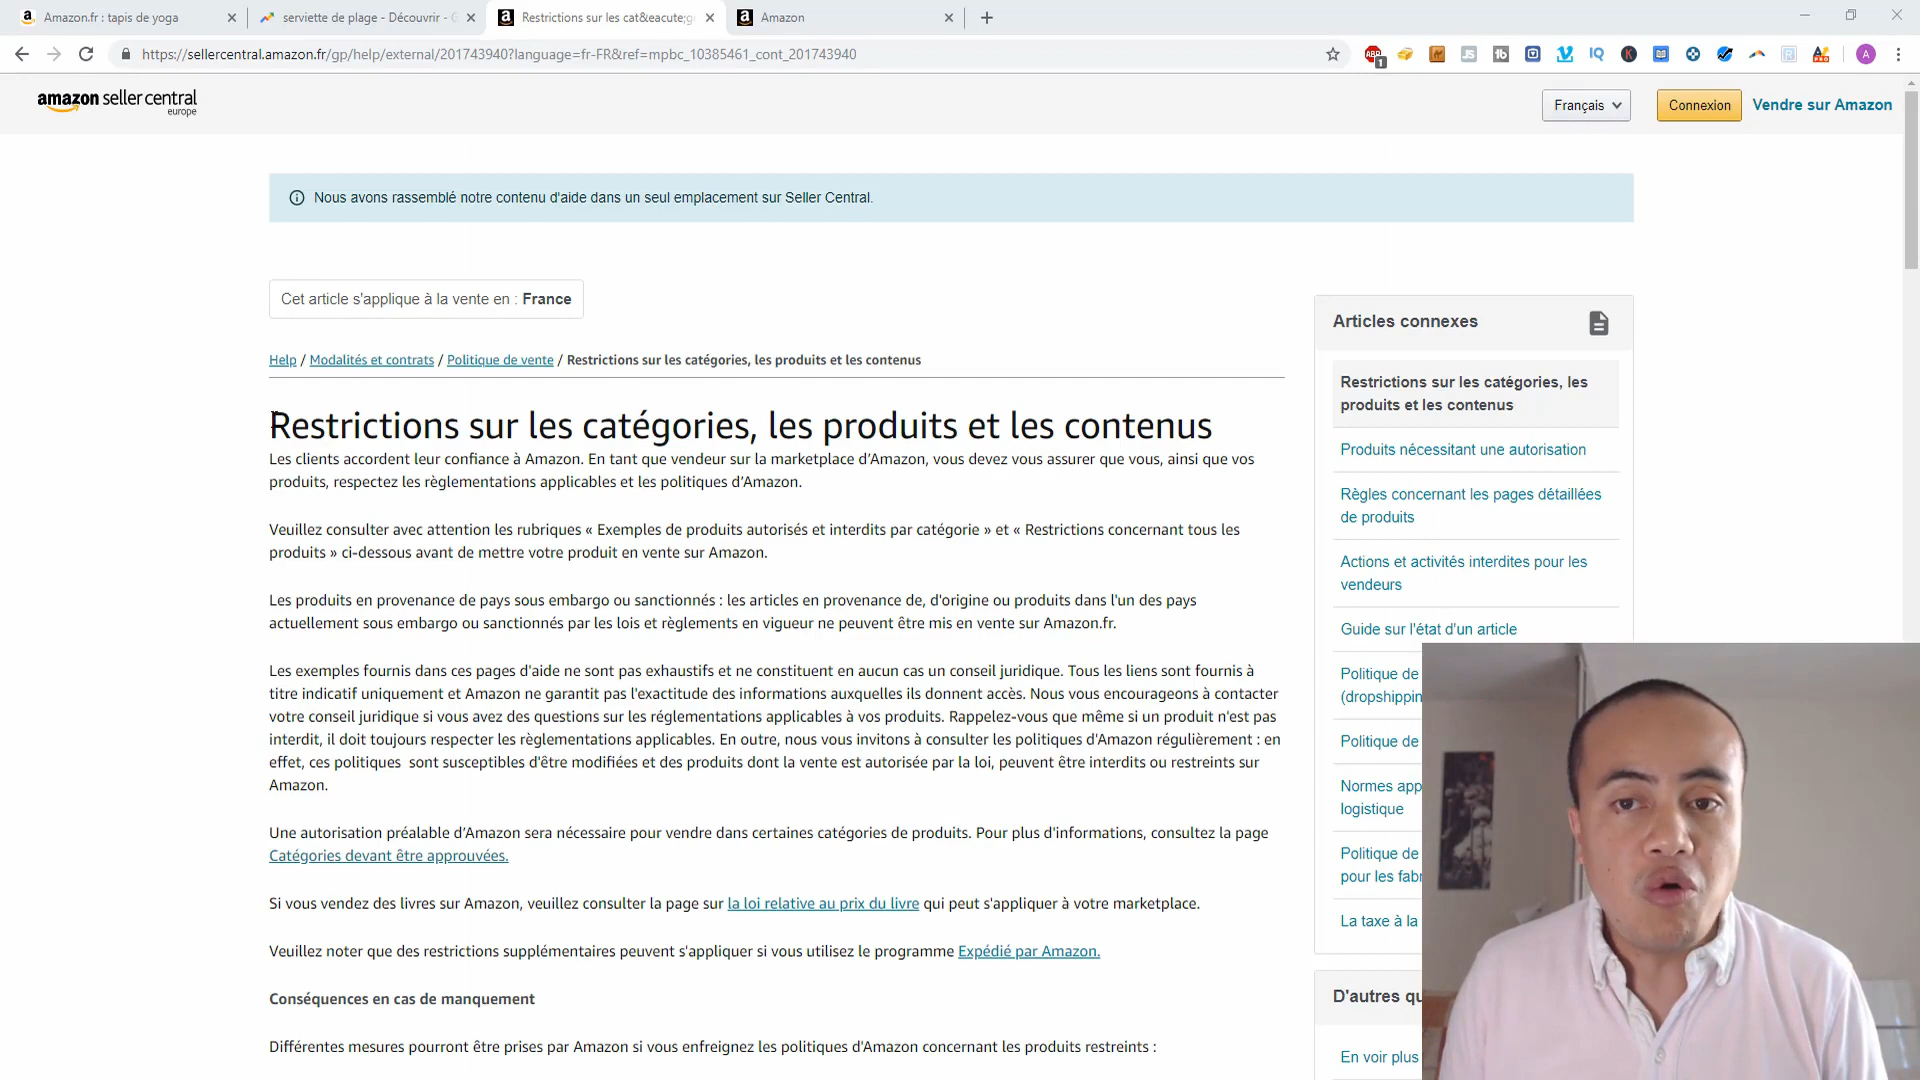 Amazon.fr : tapis de yoga
serviette de plage - Découvrir - G
Restrictions sur les cat&eacute;g
Amazon
https://sellercentral.amazon.fr/gp/help/external/201743940?language=fr-FR&ref=mpbc_10385461_cont_201743940
amazon seller central
europe
Français
Connexion
Vendre sur Amazon
Nous avons rassemblé notre contenu d'aide dans un seul emplacement sur Seller Central.
Cet article s'applique à la vente en : France
Help / Modalités et contrats / Politique de vente / Restrictions sur les catégories, les produits et les contenus
Restrictions sur les catégories, les produits et les contenus
Les clients accordent leur confiance à Amazon. En tant que vendeur sur la marketplace d’Amazon, vous devez vous assurer que vous, ainsi que vos
produits, respectez les règlementations applicables et les politiques d’Amazon.
Veuillez consulter avec attention les rubriques « Exemples de produits autorisés et interdits par catégorie » et « Restrictions concernant tous les
produits » ci-dessous avant de mettre votre produit en vente sur Amazon.
Les produits en provenance de pays sous embargo ou sanctionnés : les articles en provenance de, d'origine ou produits dans l'un des pays
actuellement sous embargo ou sanctionnés par les lois et règlements en vigueur ne peuvent être mis en vente sur Amazon.fr.
Les exemples fournis dans ces pages d'aide ne sont pas exhaustifs et ne constituent en aucun cas un conseil juridique. Tous les liens sont fournis à
titre indicatif uniquement et Amazon ne garantit pas l'exactitude des informations auxquelles ils donnent accès. Nous vous encourageons à contacter
votre conseil juridique si vous avez des questions sur les réglementations applicables à vos produits. Rappelez-vous que même si un produit n'est pas
interdit, il doit toujours respecter les règlementations applicables. En outre, nous vous invitons à consulter les politiques d'Amazon régulièrement : en
effet, ces politiques sont susceptibles d'être modifiées et des produits dont la vente est autorisée par la loi, peuvent être interdits ou restreints sur
Amazon.
Une autorisation préalable d’Amazon sera nécessaire pour vendre dans certaines catégories de produits. Pour plus d'informations, consultez la page
Catégories devant être approuvées.
Si vous vendez des livres sur Amazon, veuillez consulter la page sur la loi relative au prix du livre qui peut s'appliquer à votre marketplace.
Veuillez noter que des restrictions supplémentaires peuvent s'appliquer si vous utilisez le programme Expédié par Amazon.
Conséquences en cas de manquement
Différentes mesures pourront être prises par Amazon si vous enfreignez les politiques d'Amazon concernant les produits restreints :
Articles connexes
Restrictions sur les catégories, les
produits et les contenus
Produits nécessitant une autorisation
Règles concernant les pages détaillées
de produits
Actions et activités interdites pour les
vendeurs
Guide sur l'état d'un article
Politique de
(dropshippin
Politique de
Normes app
logistique
Politique de
pour les fabr
La taxe à la
D'autres qu
En voir plus